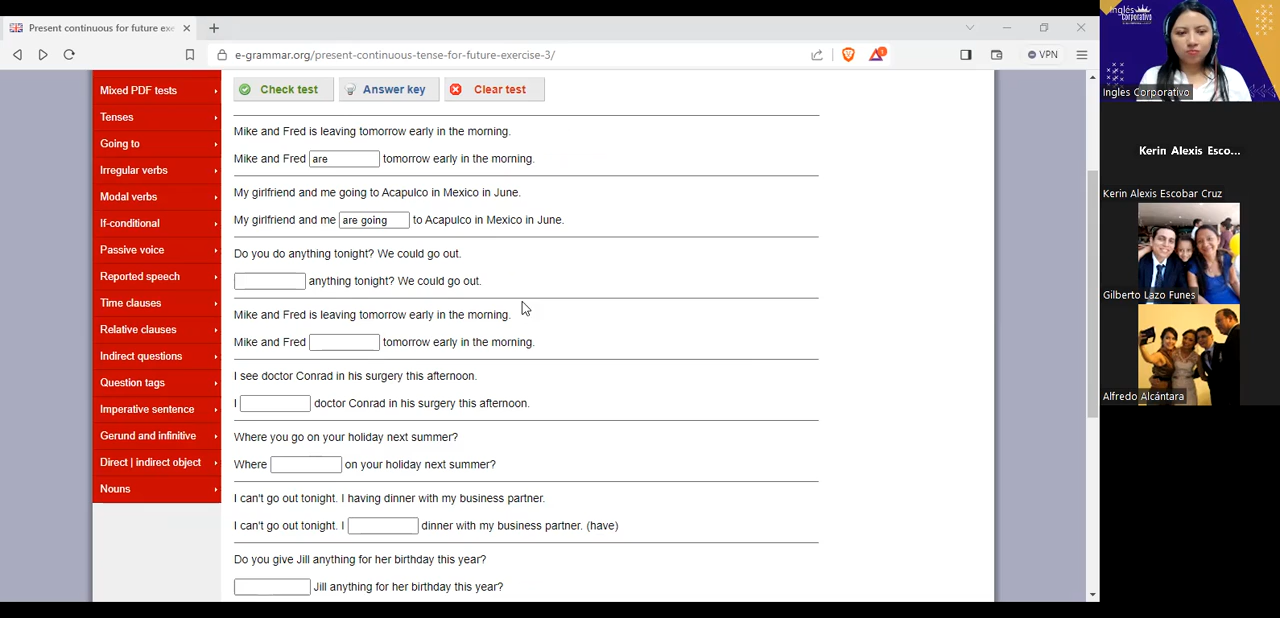 Present continuous for future exe
e-grammar.org/present-continuous-tense-for-future-exercise-3/
VPN
Mixed PDF tests
Tenses
Going to
Irregular verbs
Modal verbs
If-conditional
Passive voice
Reported speech
Time clauses
Relative clauses
Indirect questions
Question tags
Imperative sentence
Gerund and infinitive
Direct | indirect object
Nouns
Check test
Answer key
Clear test
Mike and Fred is leaving tomorrow early in the morning.
Mike and Fred are tomorrow early in the morning.
My girlfriend and me going to Acapulco in Mexico in June.
My girlfriend and me are going to Acapulco in Mexico in June.
Do you do anything tonight? We could go out.
anything tonight? We could go out.
Mike and Fred is leaving tomorrow early in the morning.
Mike and Fred tomorrow early in the morning.
I see doctor Conrad in his surgery this afternoon.
I doctor Conrad in his surgery this afternoon.
Where you go on your holiday next summer?
Where on your holiday next summer?
I can't go out tonight. I having dinner with my business partner.
I can't go out tonight. I dinner with my business partner. (have)
Do you give Jill anything for her birthday this year?
Jill anything for her birthday this year?
Inglés
Corporativo
Ingles Corporativo
Kerin Alexis Esco...
Kerin Alexis Escobar Cruz
Gilberto Lazo Funes
Alfredo Alcántara